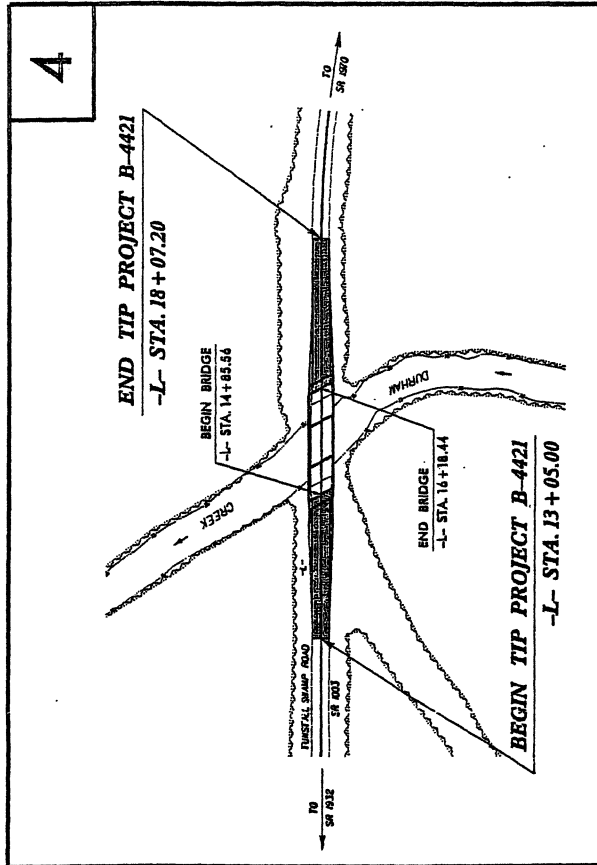 4
END TIP PROJECT B-4421
-L- STA. 18+07.20
BEGIN BRIDGE
-L- STA. 14+85.56
TO
SR 1970
CREEK
DURHAM
-L-
TUNSTALL SWAMP ROAD
SR 1003
TO
SR 1932
END BRIDGE
-L- STA. 16+18.44
BEGIN TIP PROJECT B-4421
-L- STA. 13+05.00